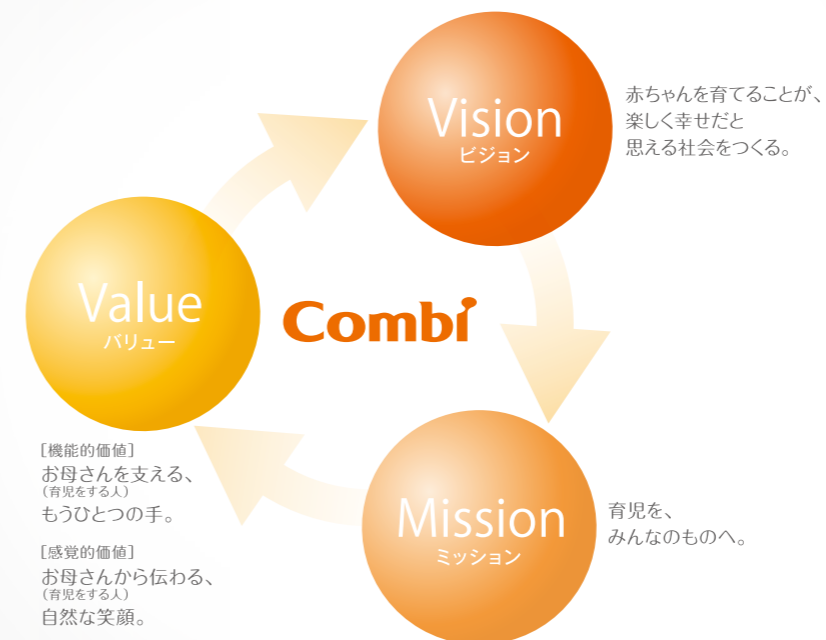 Vision
ビジョン
赤ちゃんを育てることが、
楽しく幸せだと
思える社会をつくる。
Value
バリュー
Combi
[機能的価値]
お母さんを支える、
(育児をする人)
もうひとつの手。
[感覚的価値]
お母さんから伝わる、
(育児をする人)
自然な笑顔。
Mission
ミッション
育児を、
みんなのものへ。